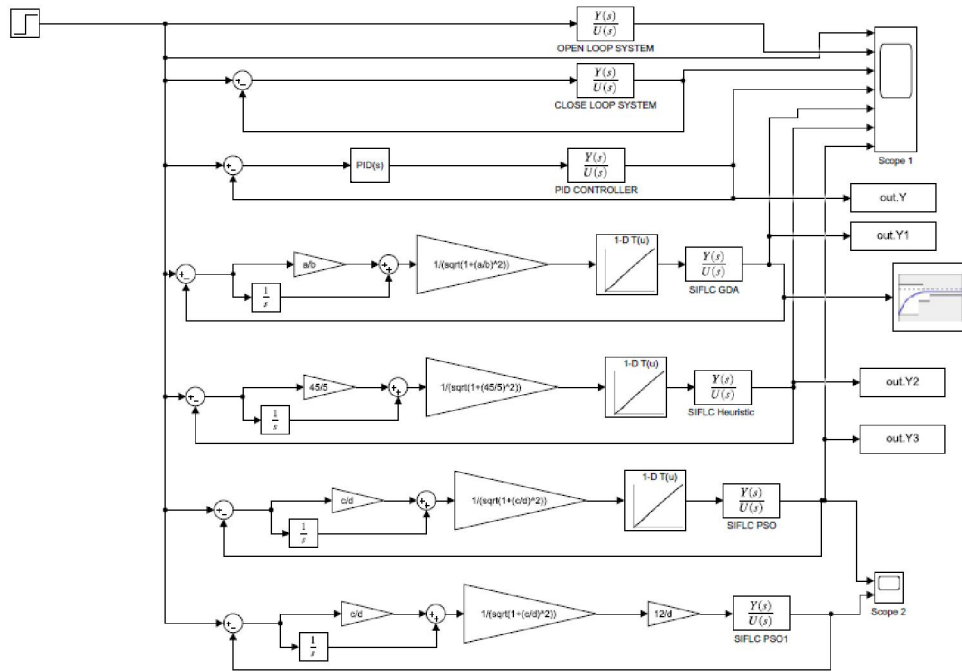 Y(s)
U(s)
OPEN LOOP SYSTEM
Y(s)
U(s)
CLOSE LOOP SYSTEM
Scope 1
PID(s)
Y(s)
U(s)
PID CONTROLLER
out.Y
out.Y1
a/b
1
s
1/(sqrt(1+(a/b)^2))
1-D T(u)
Y(s)
U(s)
SIFLC GDA
45/5
1
s
1/(sqrt(1+(45/5)^2))
1-D T(u)
Y(s)
U(s)
SIFLC Heuristic
out.Y2
out.Y3
c/d
1
s
1/(sqrt(1+(c/d)^2))
1-D T(u)
Y(s)
U(s)
SIFLC PSO
Scope 2
c/d
1
s
1/(sqrt(1+(c/d)^2))
12/d
Y(s)
U(s)
SIFLC PSO1